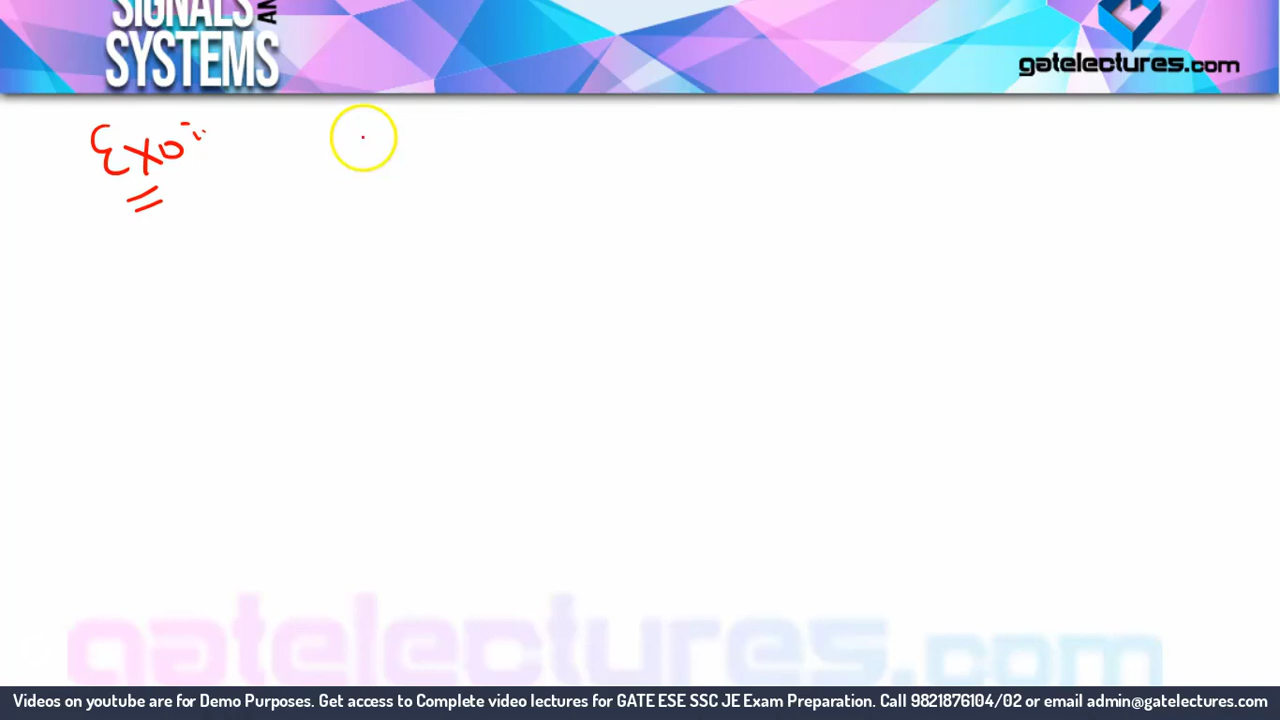 SIGNALS AND
SYSTEMS
gatelectures.com
Exo:-
gatelectures.com
Videos on youtube are for Demo Purposes. Get access to Complete video lectures for GATE ESE SSC JE Exam Preparation. Call 9821876104/02 or email admin@gatelectures.com